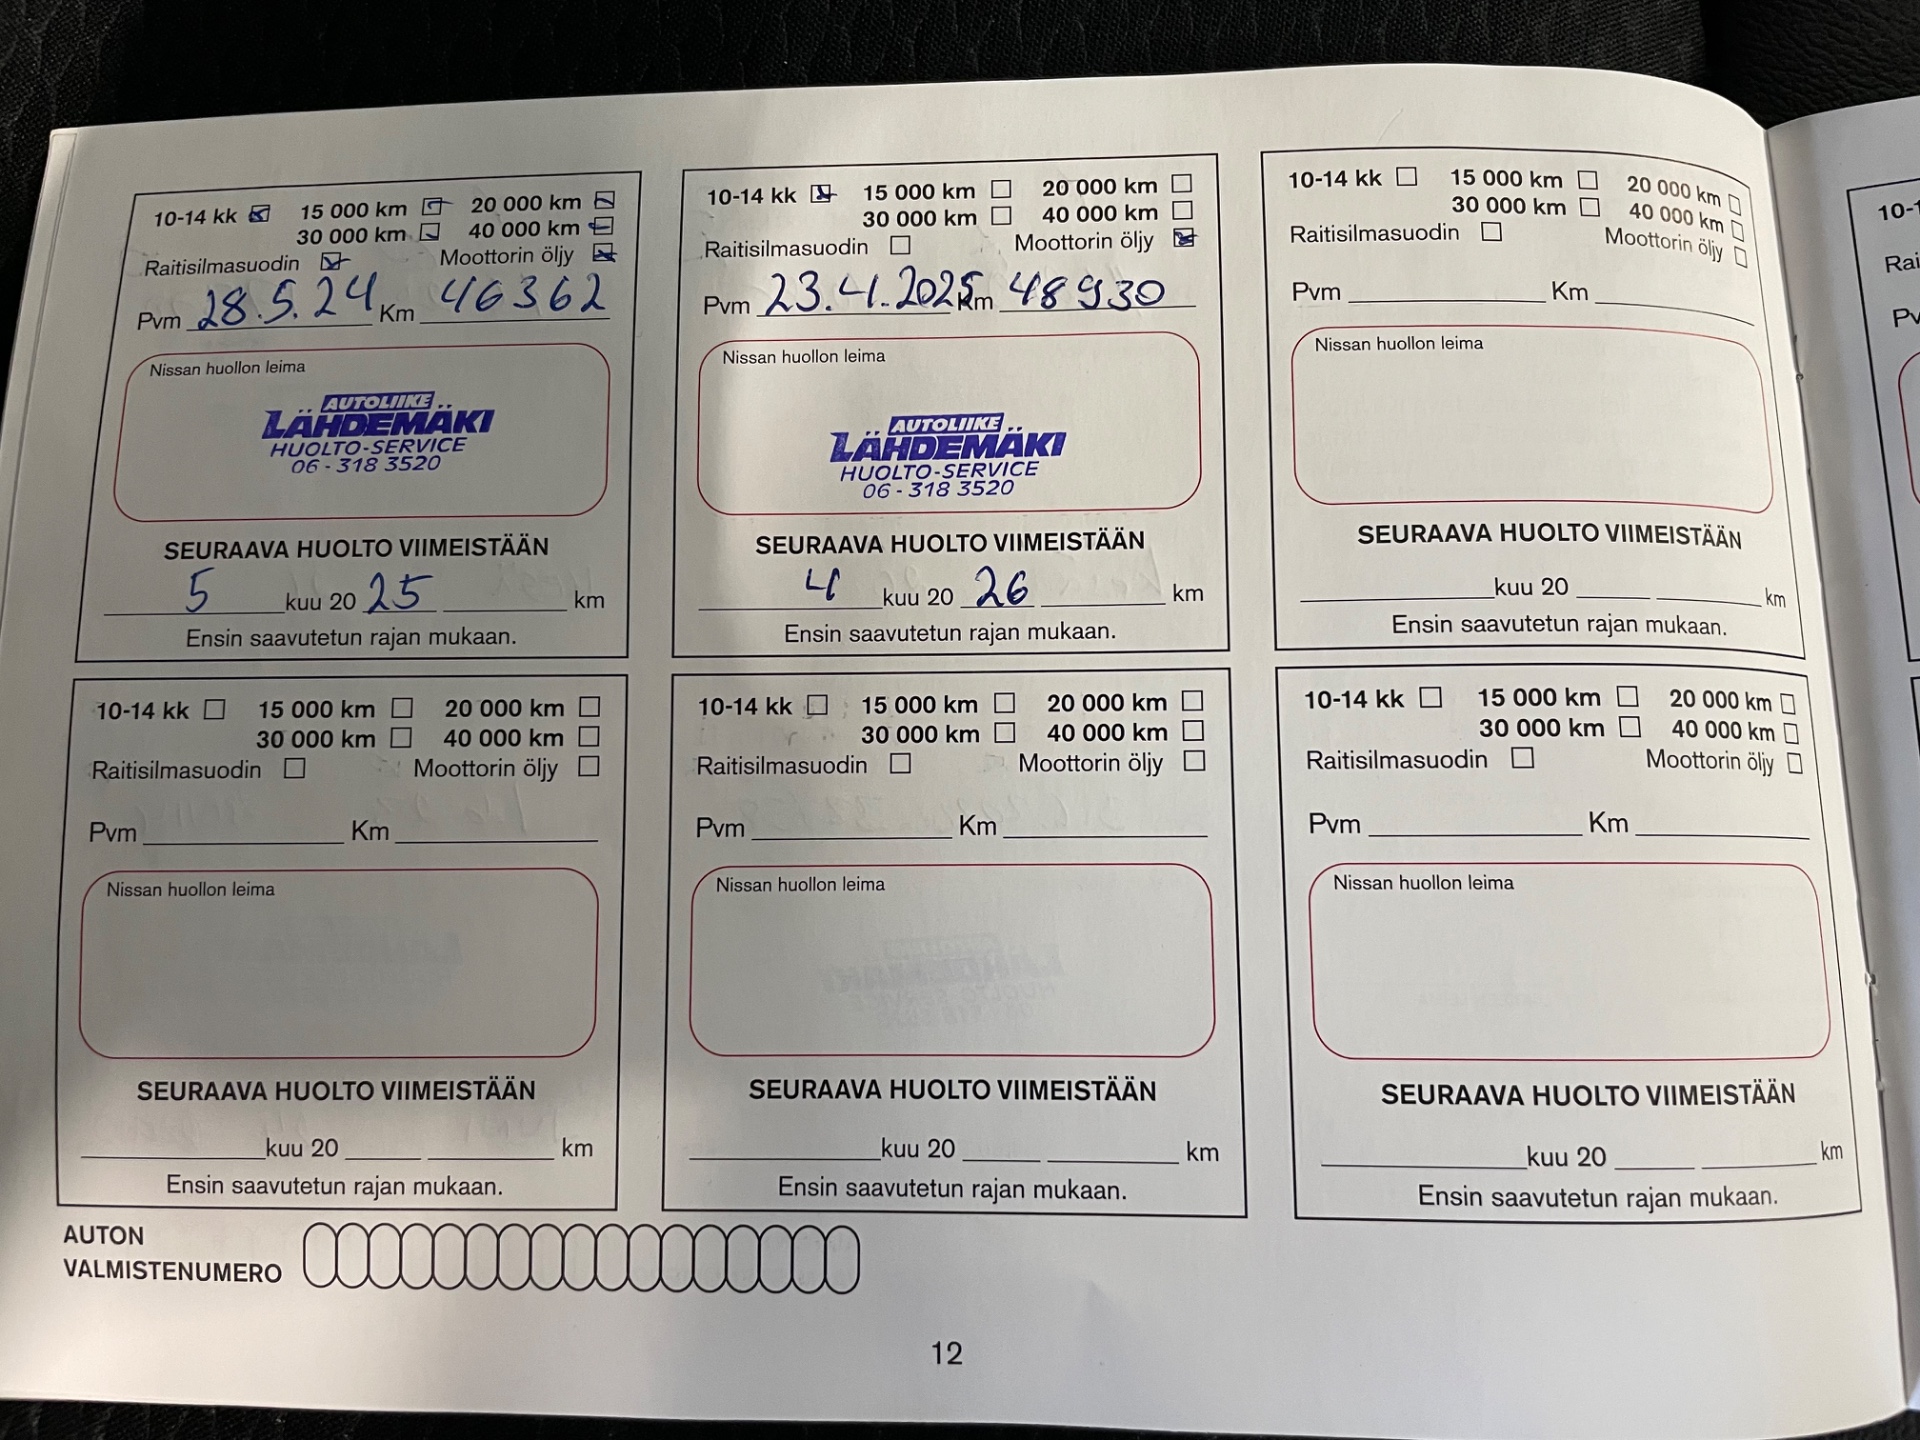 10-14 kk 15 000 km 20 000 km
30 000 km 40 000 km
Raitisilmasuodin Moottorin öljy
Pvm 28.5.24 Km 46362
Nissan huollon leima
AUTOLIIKE
LÄHDEMÄKI
HUOLTO-SERVICE
06 - 318 3520
SEURAAVA HUOLTO VIIMEISTÄÄN
5 kuu 20 25 km
Ensin saavutetun rajan mukaan.
10-14 kk 15 000 km 20 000 km
30 000 km 40 000 km
Raitisilmasuodin Moottorin öljy
Pvm 23.4.2025 Km 48930
Nissan huollon leima
AUTOLIIKE
LÄHDEMÄKI
HUOLTO-SERVICE
06 - 318 3520
SEURAAVA HUOLTO VIIMEISTÄÄN
4 kuu 20 26 km
Ensin saavutetun rajan mukaan.
10-14 kk 15 000 km 20 000 km
30 000 km 40 000 km
Raitisilmasuodin Moottorin öljy
Pvm Km
Nissan huollon leima
SEURAAVA HUOLTO VIIMEISTÄÄN
kuu 20 km
Ensin saavutetun rajan mukaan.
10-14 kk 15 000 km 20 000 km
30 000 km 40 000 km
Raitisilmasuodin Moottorin öljy
Pvm Km
Nissan huollon leima
SEURAAVA HUOLTO VIIMEISTÄÄN
kuu 20 km
Ensin saavutetun rajan mukaan.
10-14 kk 15 000 km 20 000 km
30 000 km 40 000 km
Raitisilmasuodin Moottorin öljy
Pvm Km
Nissan huollon leima
SEURAAVA HUOLTO VIIMEISTÄÄN
kuu 20 km
Ensin saavutetun rajan mukaan.
10-14 kk 15 000 km 20 000 km
30 000 km 40 000 km
Raitisilmasuodin Moottorin öljy
Pvm Km
Nissan huollon leima
SEURAAVA HUOLTO VIIMEISTÄÄN
kuu 20 km
Ensin saavutetun rajan mukaan.
AUTON
VALMISTENUMERO
12